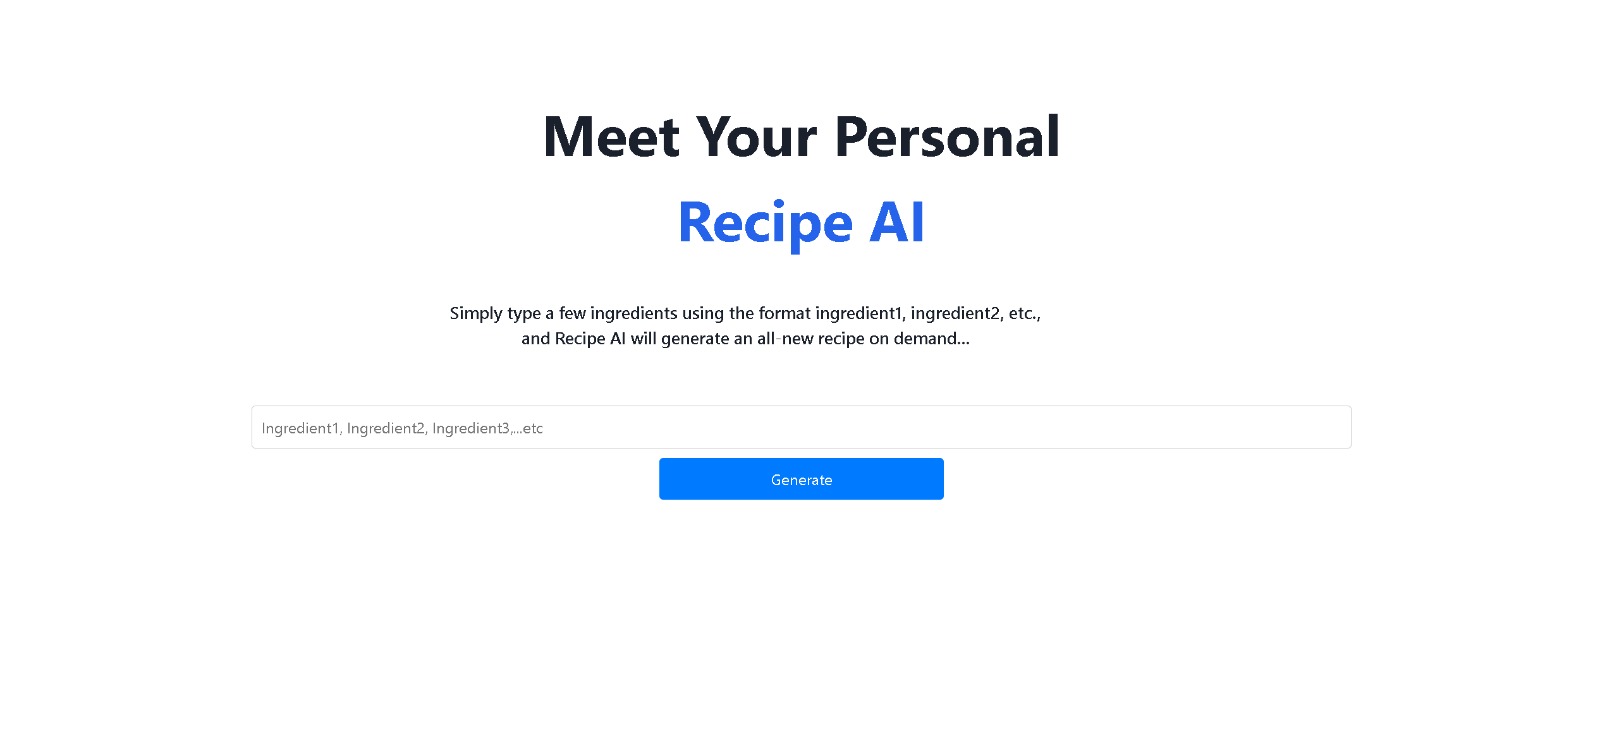 Meet Your Personal
Recipe AI
Simply type a few ingredients using the format ingredient1, ingredient2, etc.,
and Recipe AI will generate an all-new recipe on demand...
Ingredient1, Ingredient2, Ingredient3,...etc
Generate